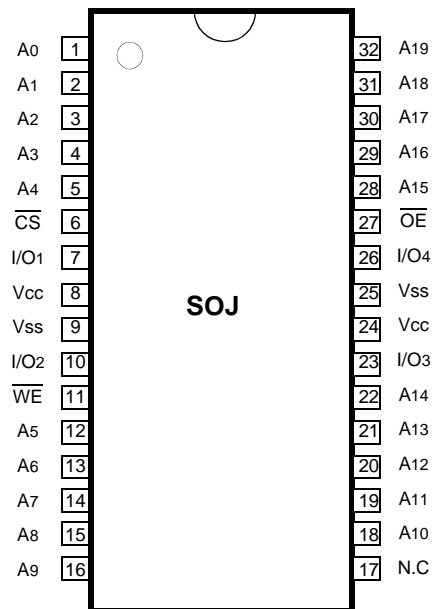 A0 1 32 A19
A1 2 31 A18
A2 3 30 A17
A3 4 29 A16
A4 5 28 A15
C̅S̅ 6 27 O̅E̅
I/O1 7 26 I/O4
Vcc 8 25 Vss
SOJ
Vss 9 24 Vcc
I/O2 10 23 I/O3
W̅E̅ 11 22 A14
A5 12 21 A13
A6 13 20 A12
A7 14 19 A11
A8 15 18 A10
A9 16 17 N.C